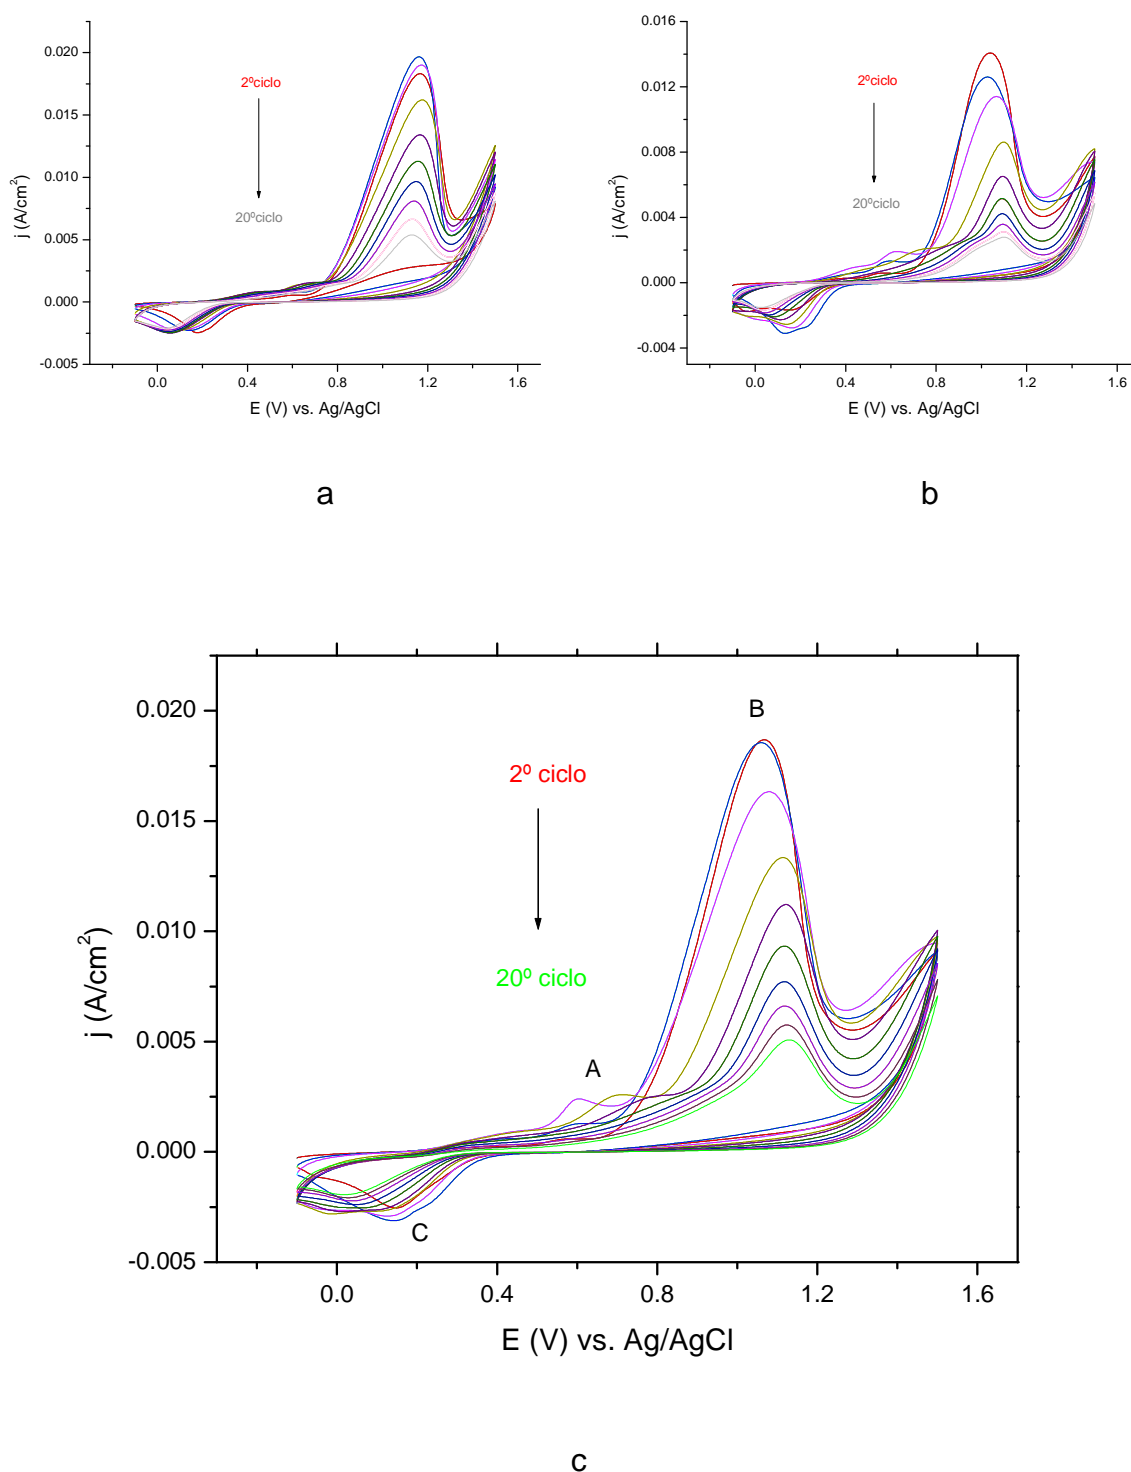 0.020
0.015
0.010
0.005
0.000
-0.005
j (A/cm²)
2ºciclo
20ºciclo
0.0 0.4 0.8 1.2 1.6
E (V) vs. Ag/AgCl
a
0.016
0.012
0.008
0.004
0.000
-0.004
j (A/cm²)
2ºciclo
20ºciclo
0.0 0.4 0.8 1.2 1.6
E (V) vs. Ag/AgCl
b
0.020
0.015
0.010
0.005
0.000
-0.005
j (A/cm²)
B
2º ciclo
20º ciclo
A
C
0.0 0.4 0.8 1.2 1.6
E (V) vs. Ag/AgCl
c